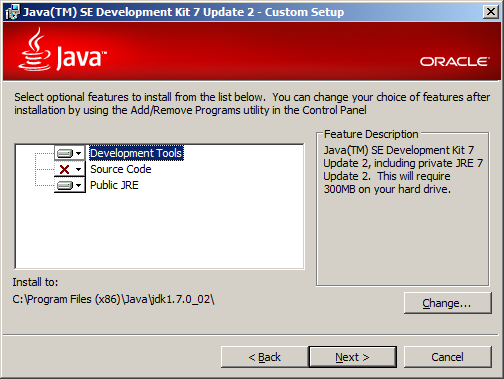 Java(TM) SE Development Kit 7 Update 2 - Custom Setup
Java™
ORACLE
Select optional features to install from the list below. You can change your choice of features after
installation by using the Add/Remove Programs utility in the Control Panel
Development Tools
Source Code
Public JRE
Feature Description
Java(TM) SE Development Kit 7
Update 2, including private JRE 7
Update 2. This will require
300MB on your hard drive.
Install to:
C:\Program Files (x86)\Java\jdk1.7.0_02\
Change...
< Back
Next >
Cancel